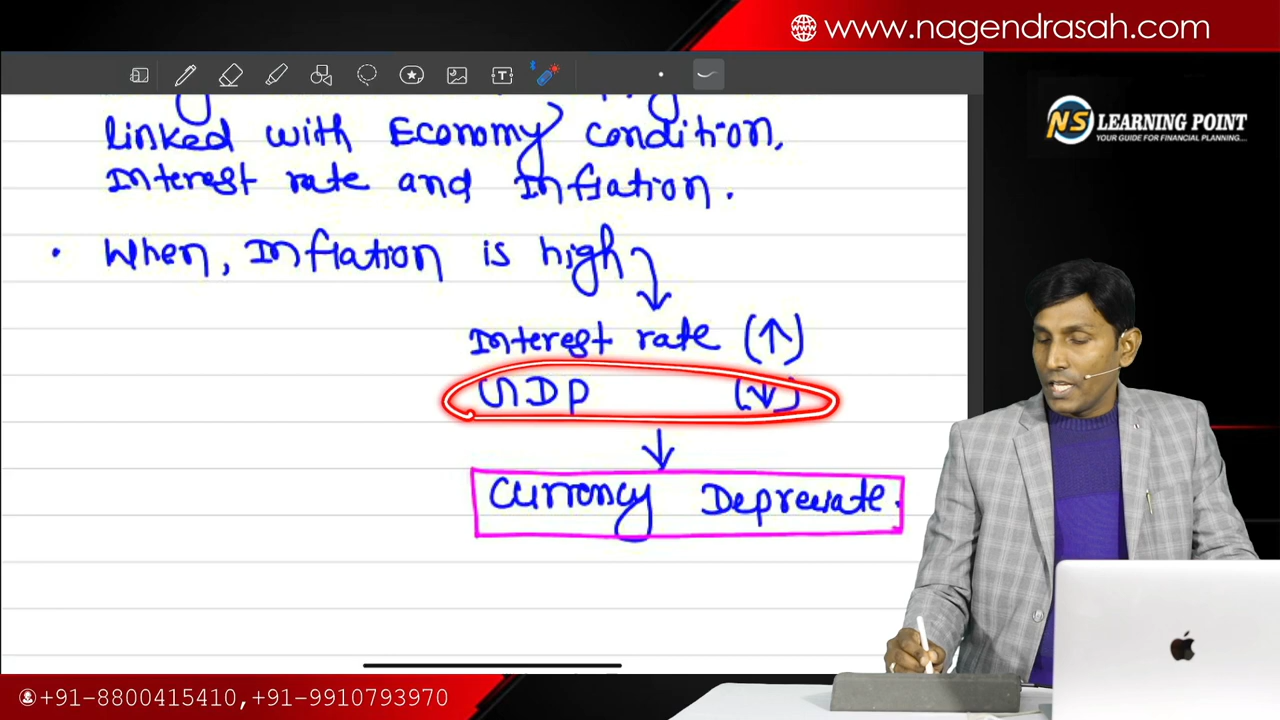 www.nagendrasah.com
NS LEARNING POINT
YOUR GUIDE FOR FINANCIAL PLANNING...
linked with Economy condition,
Interest rate and Inflation.
• When, Inflation is high
Interest rate (↑)
GDP (↓)
↓
Currency Depreciate.
+91-8800415410,+91-9910793970